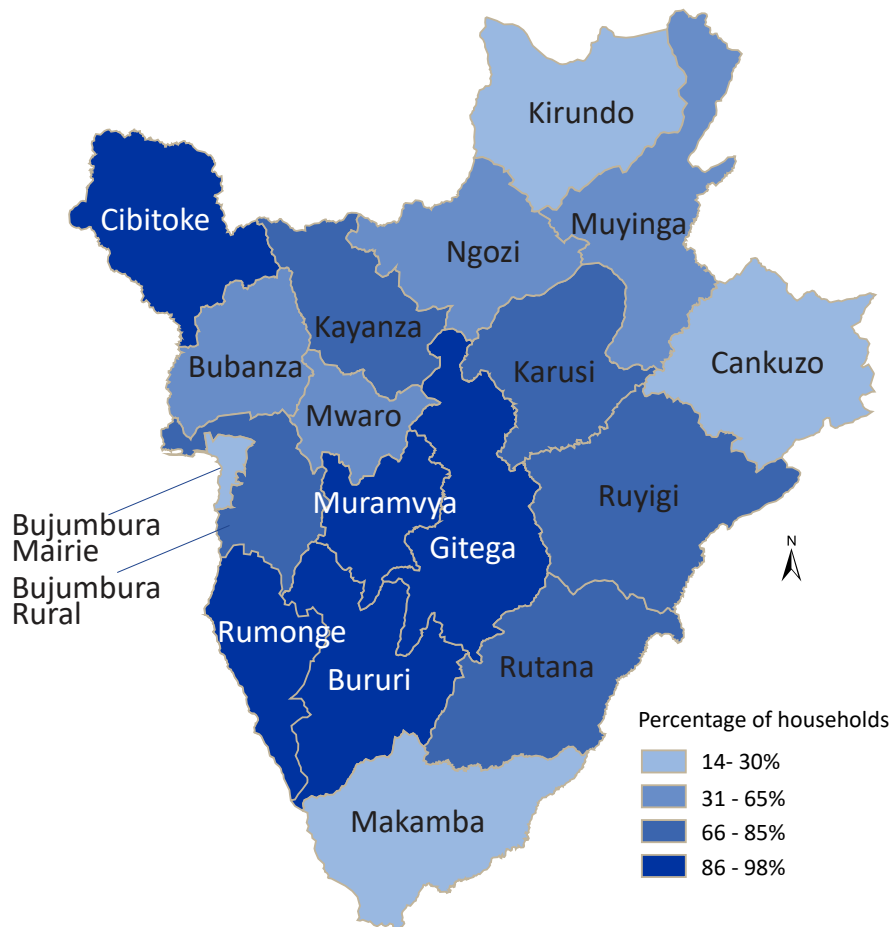 Kirundo
Cibitoke
Muyinga
Ngozi
Kayanza
Bubanza
Karusi
Cankuzo
Mwaro
Ruyigi
Muramvya
Bujumbura
Mairie
Gitega
N
Bujumbura
Rural
Rumonge
Bururi
Rutana
Percentage of households
14- 30%
31 - 65%
66 - 85%
86 - 98%
Makamba